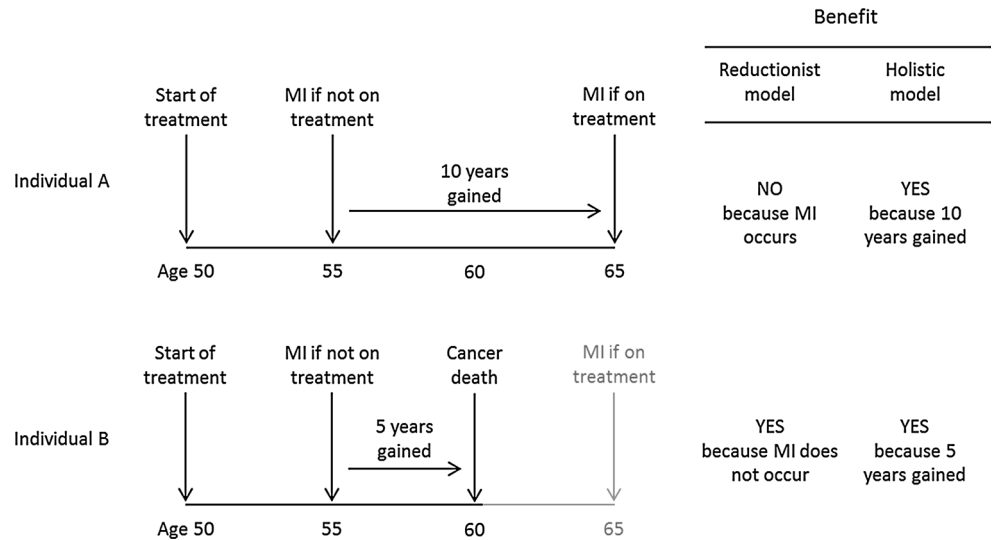 Benefit
Reductionist model
Holistic model
Start of treatment
MI if not on treatment
MI if on treatment
Individual A
10 years gained
NO because MI occurs
YES because 10 years gained
Age 50
55
60
65
Start of treatment
MI if not on treatment
Cancer death
MI if on treatment
Individual B
5 years gained
YES because MI does not occur
YES because 5 years gained
Age 50
55
60
65